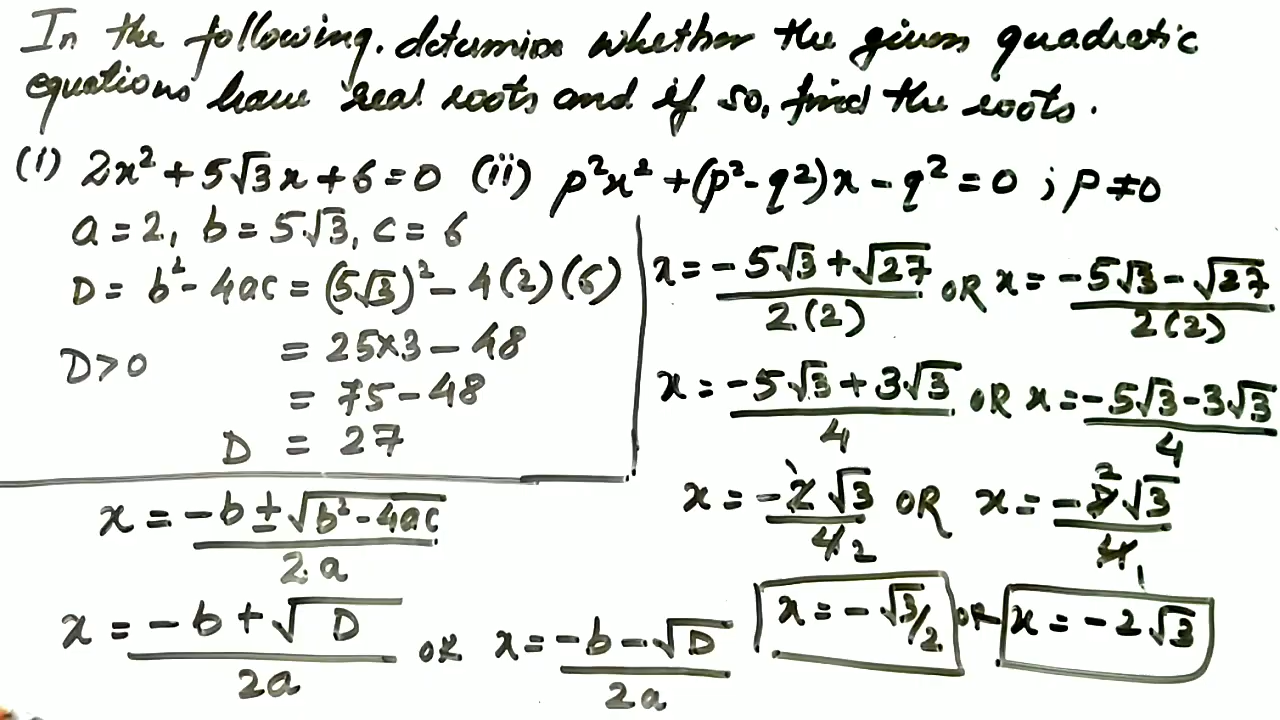 In the following. determine whether the given quadratic
equations have real roots and if so, find the roots.
(i) 2x² + 5√3x + 6 = 0 (ii) p²x² + (p² - q²)x - q² = 0 ; p ≠ 0
a = 2, b = 5√3, c = 6
D = b² - 4ac = (5√3)² - 4(2)(6)
= 25×3 - 48
D > 0
= 75 - 48
D = 27
x = (-b ± √(b² - 4ac))/2a
x = (-b + √D)/2a or x = (-b - √D)/2a
x = (-5√3 + √27)/2(2) OR x = (-5√3 - √27)/2(2)
x = (-5√3 + 3√3)/4 OR x = (-5√3 - 3√3)/4
x = -2√3/4 2 OR x = -8√3/4 2 1
x = -√3/2 or x = -2√3